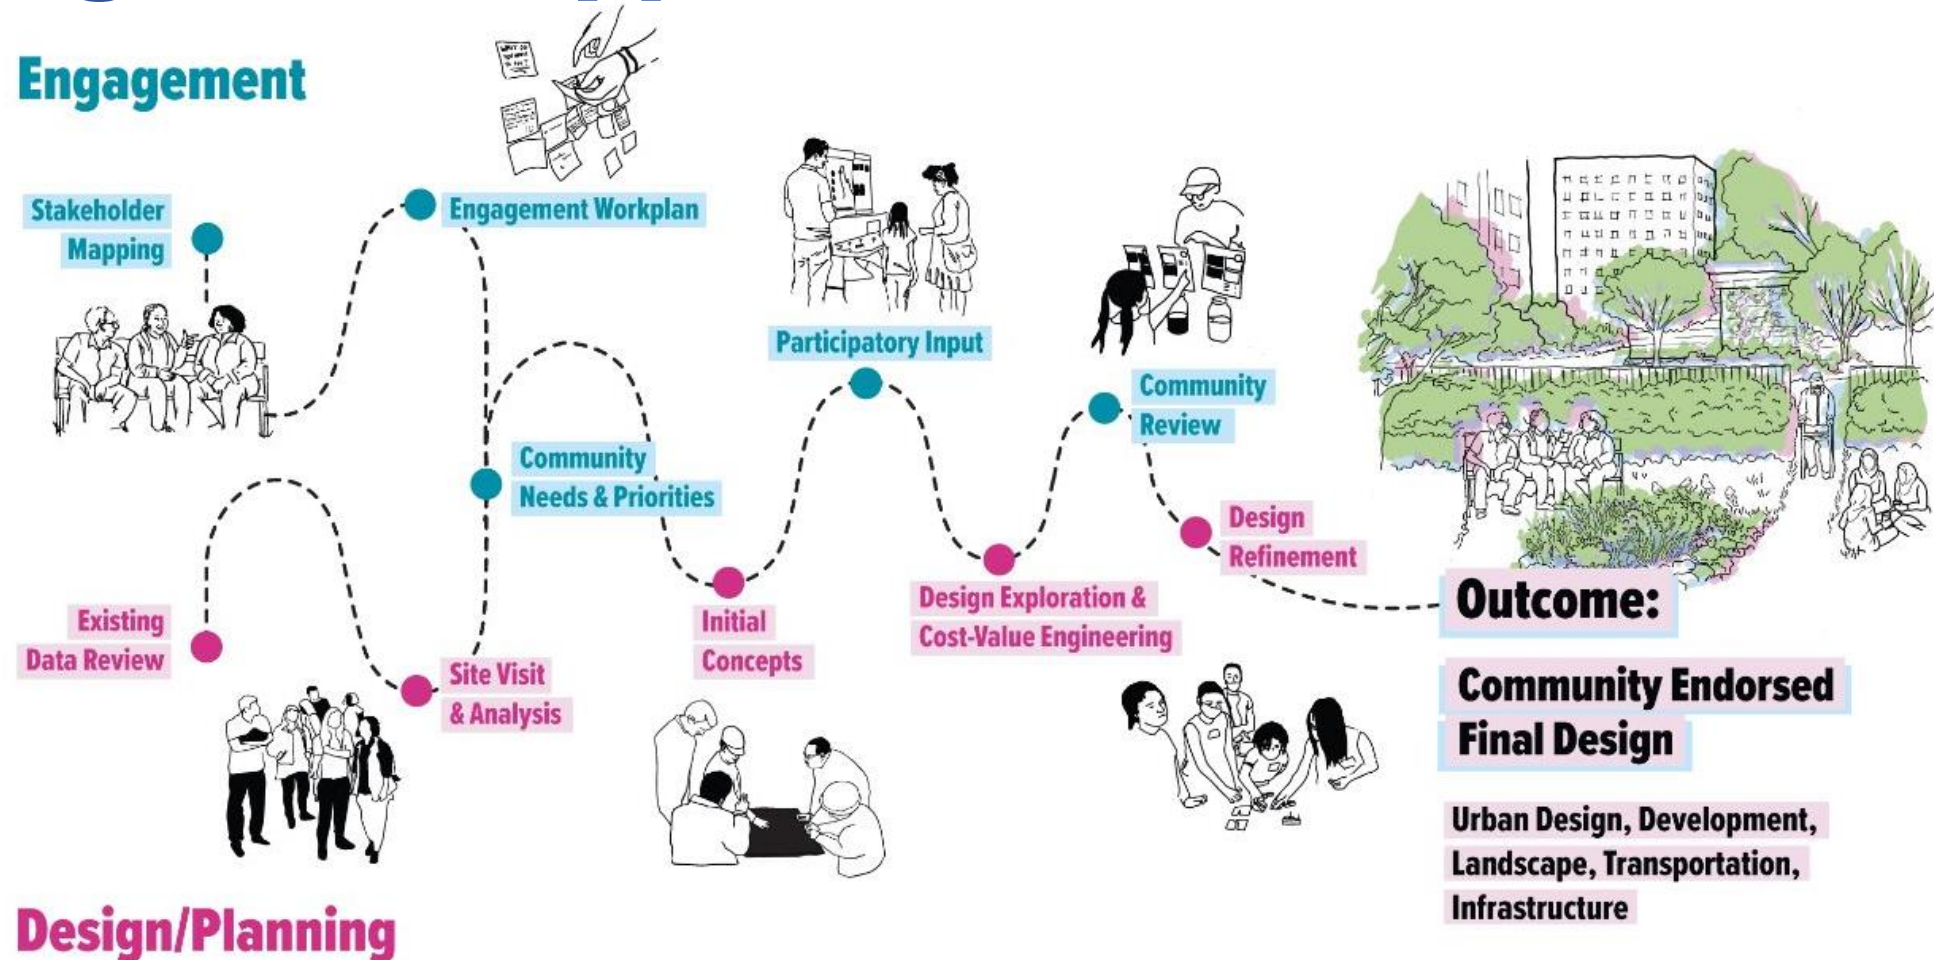 Engagement
Stakeholder
Mapping
Engagement Workplan
Participatory Input
Community
Review
Community
Needs & Priorities
Existing
Data Review
Site Visit
& Analysis
Initial
Concepts
Design Exploration &
Cost-Value Engineering
Design
Refinement
Outcome:
Community Endorsed
Final Design
Urban Design, Development,
Landscape, Transportation,
Infrastructure
Design/Planning